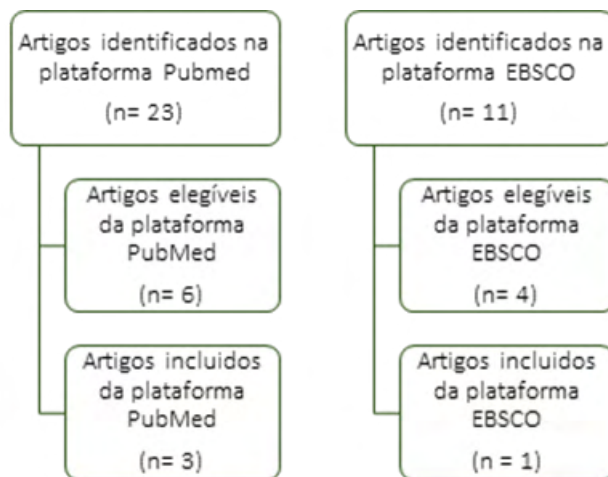 Artigos identificados na
plataforma Pubmed
(n= 23)
Artigos elegíveis
da plataforma
PubMed
(n= 6)
Artigos incluidos
da plataforma
PubMed
(n= 3)
Artigos identificados na
plataforma EBSCO
(n= 11)
Artigos elegíveis
da plataforma
EBSCO
(n= 4)
Artigos incluidos
da plataforma
EBSCO
(n = 1)